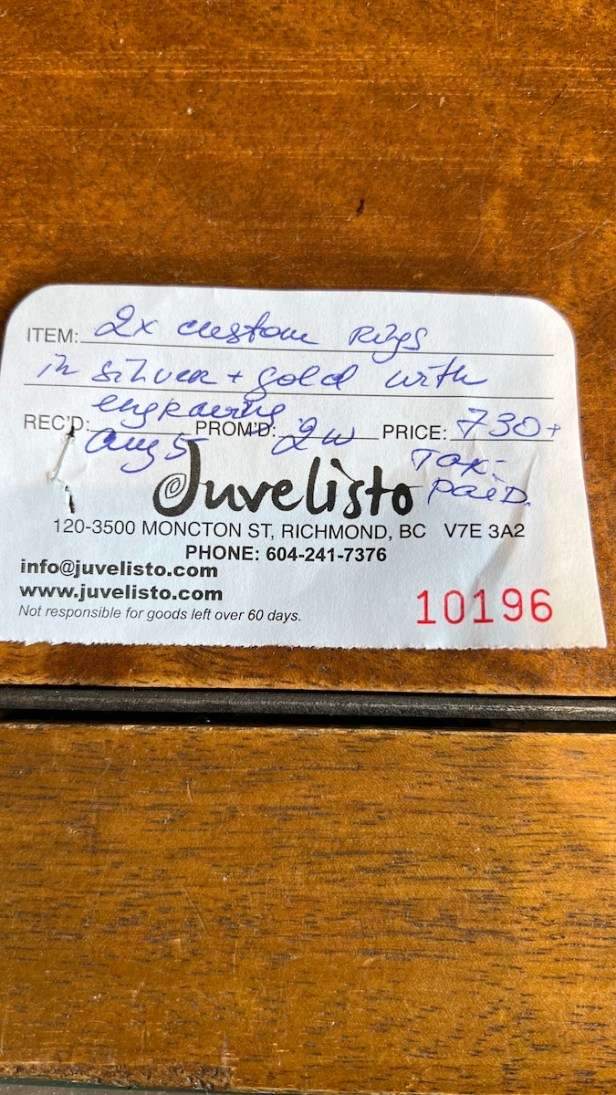 ITEM: 2x custom Rings
in silver + gold with
engraving
REC'D: Aug 5 PROM'D: 2w PRICE: 730+
Tax-
paid.
Juvelisto
120-3500 MONCTON ST, RICHMOND, BC V7E 3A2
PHONE: 604-241-7376
info@juvelisto.com
www.juvelisto.com
Not responsible for goods left over 60 days.
10196